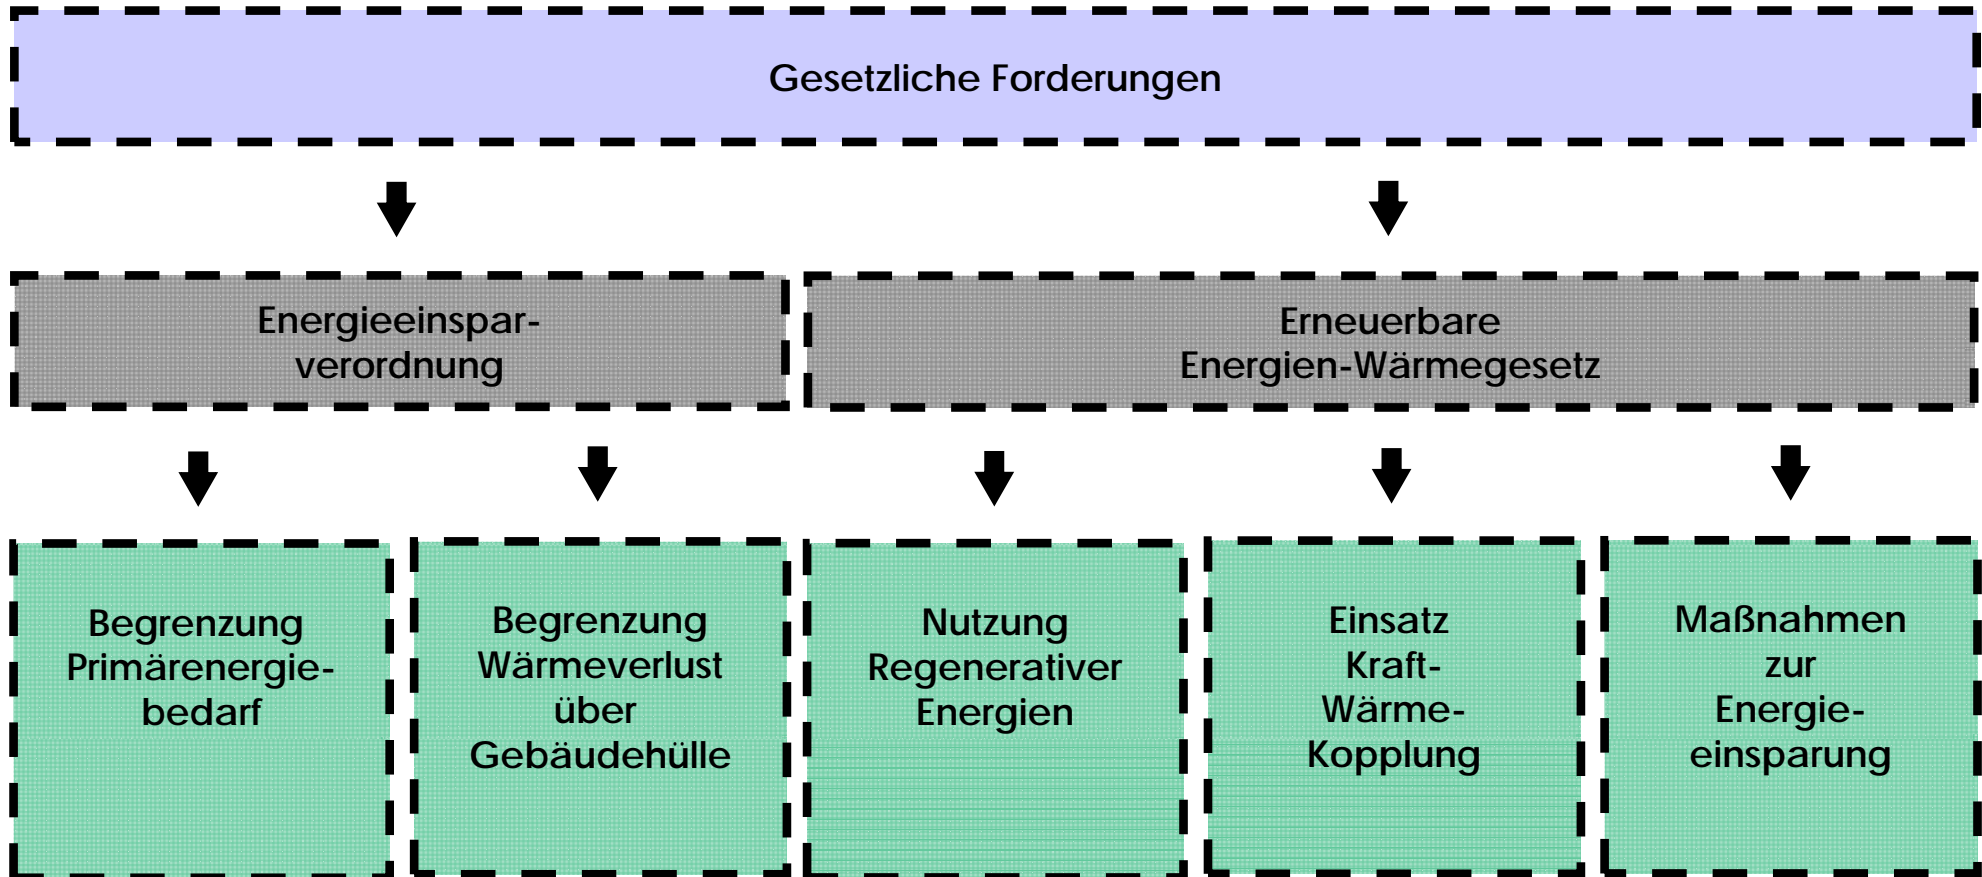 Gesetzliche Forderungen
Energieeinspar-
verordnung
Erneuerbare
Energien-Wärmegesetz
Begrenzung
Primärenergie-
bedarf
Begrenzung
Wärmeverlust
über
Gebäudehülle
Nutzung
Regenerativer
Energien
Einsatz
Kraft-
Wärme-
Kopplung
Maßnahmen
zur
Energie-
einsparung